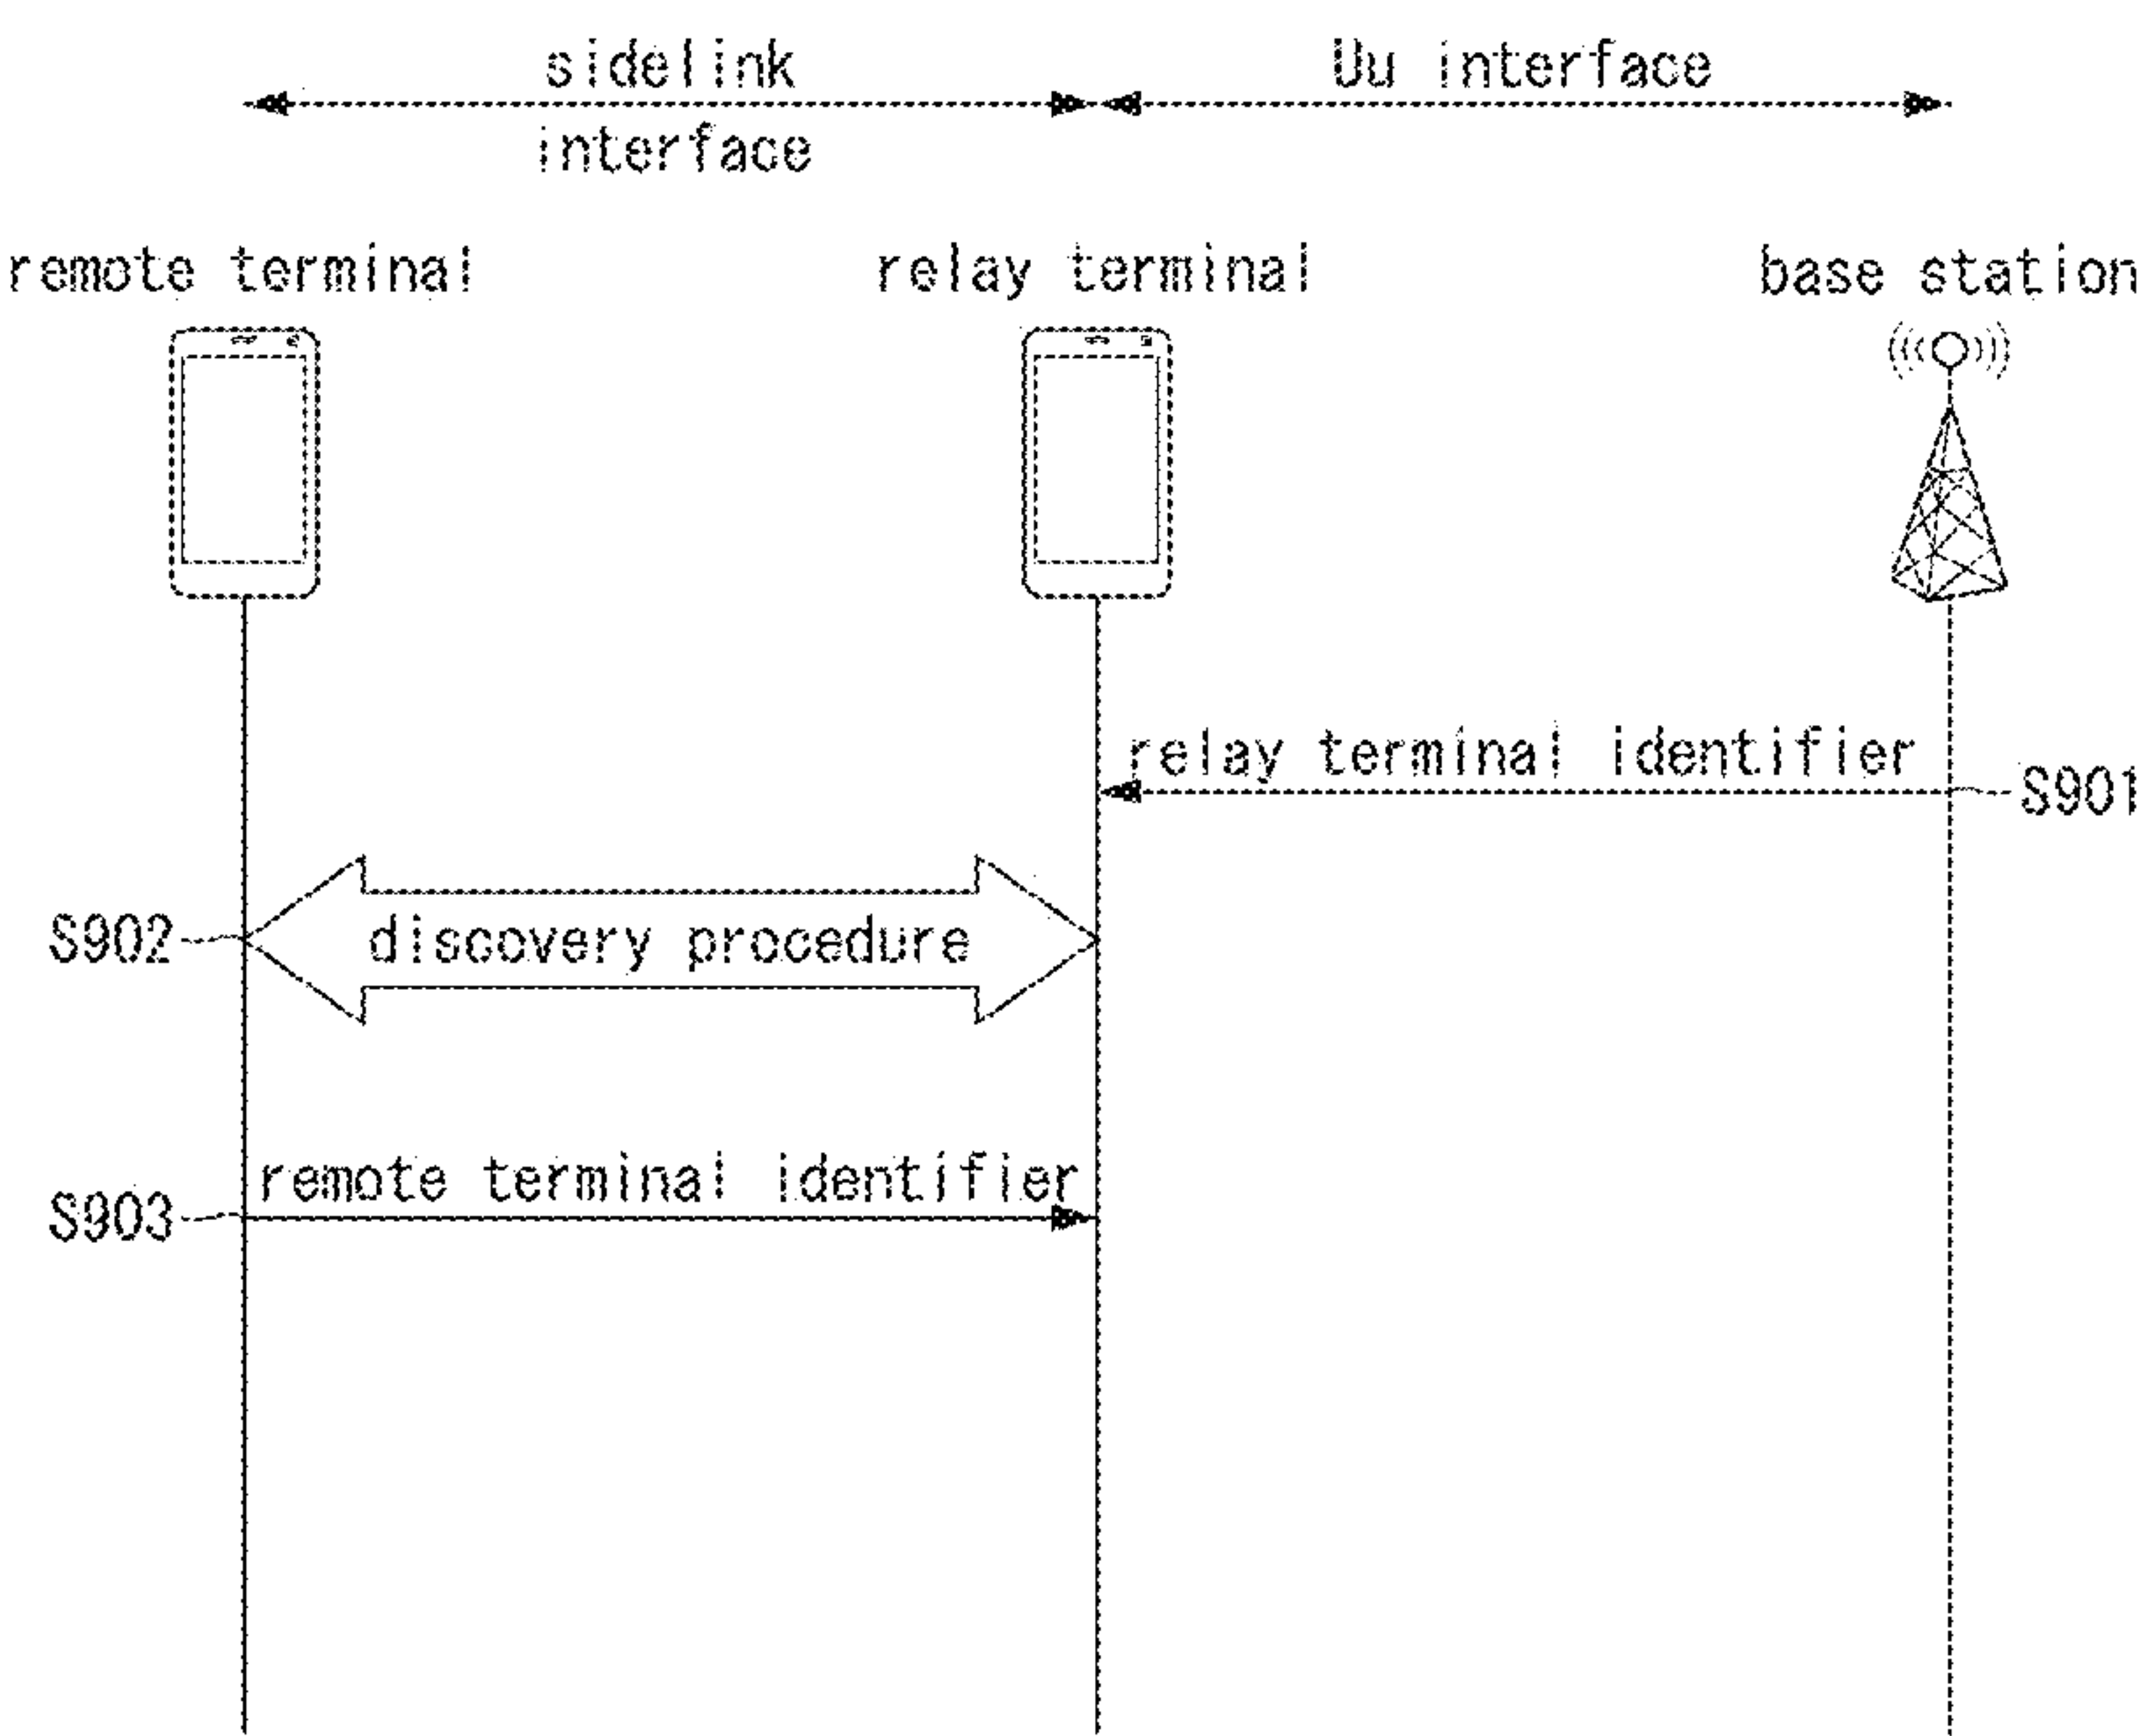 sidelink
Uu interface
interface
remote terminal
relay terminal
base station
relay terminal identifier
S901
S902
discovery procedure
remote terminal identifier
S903